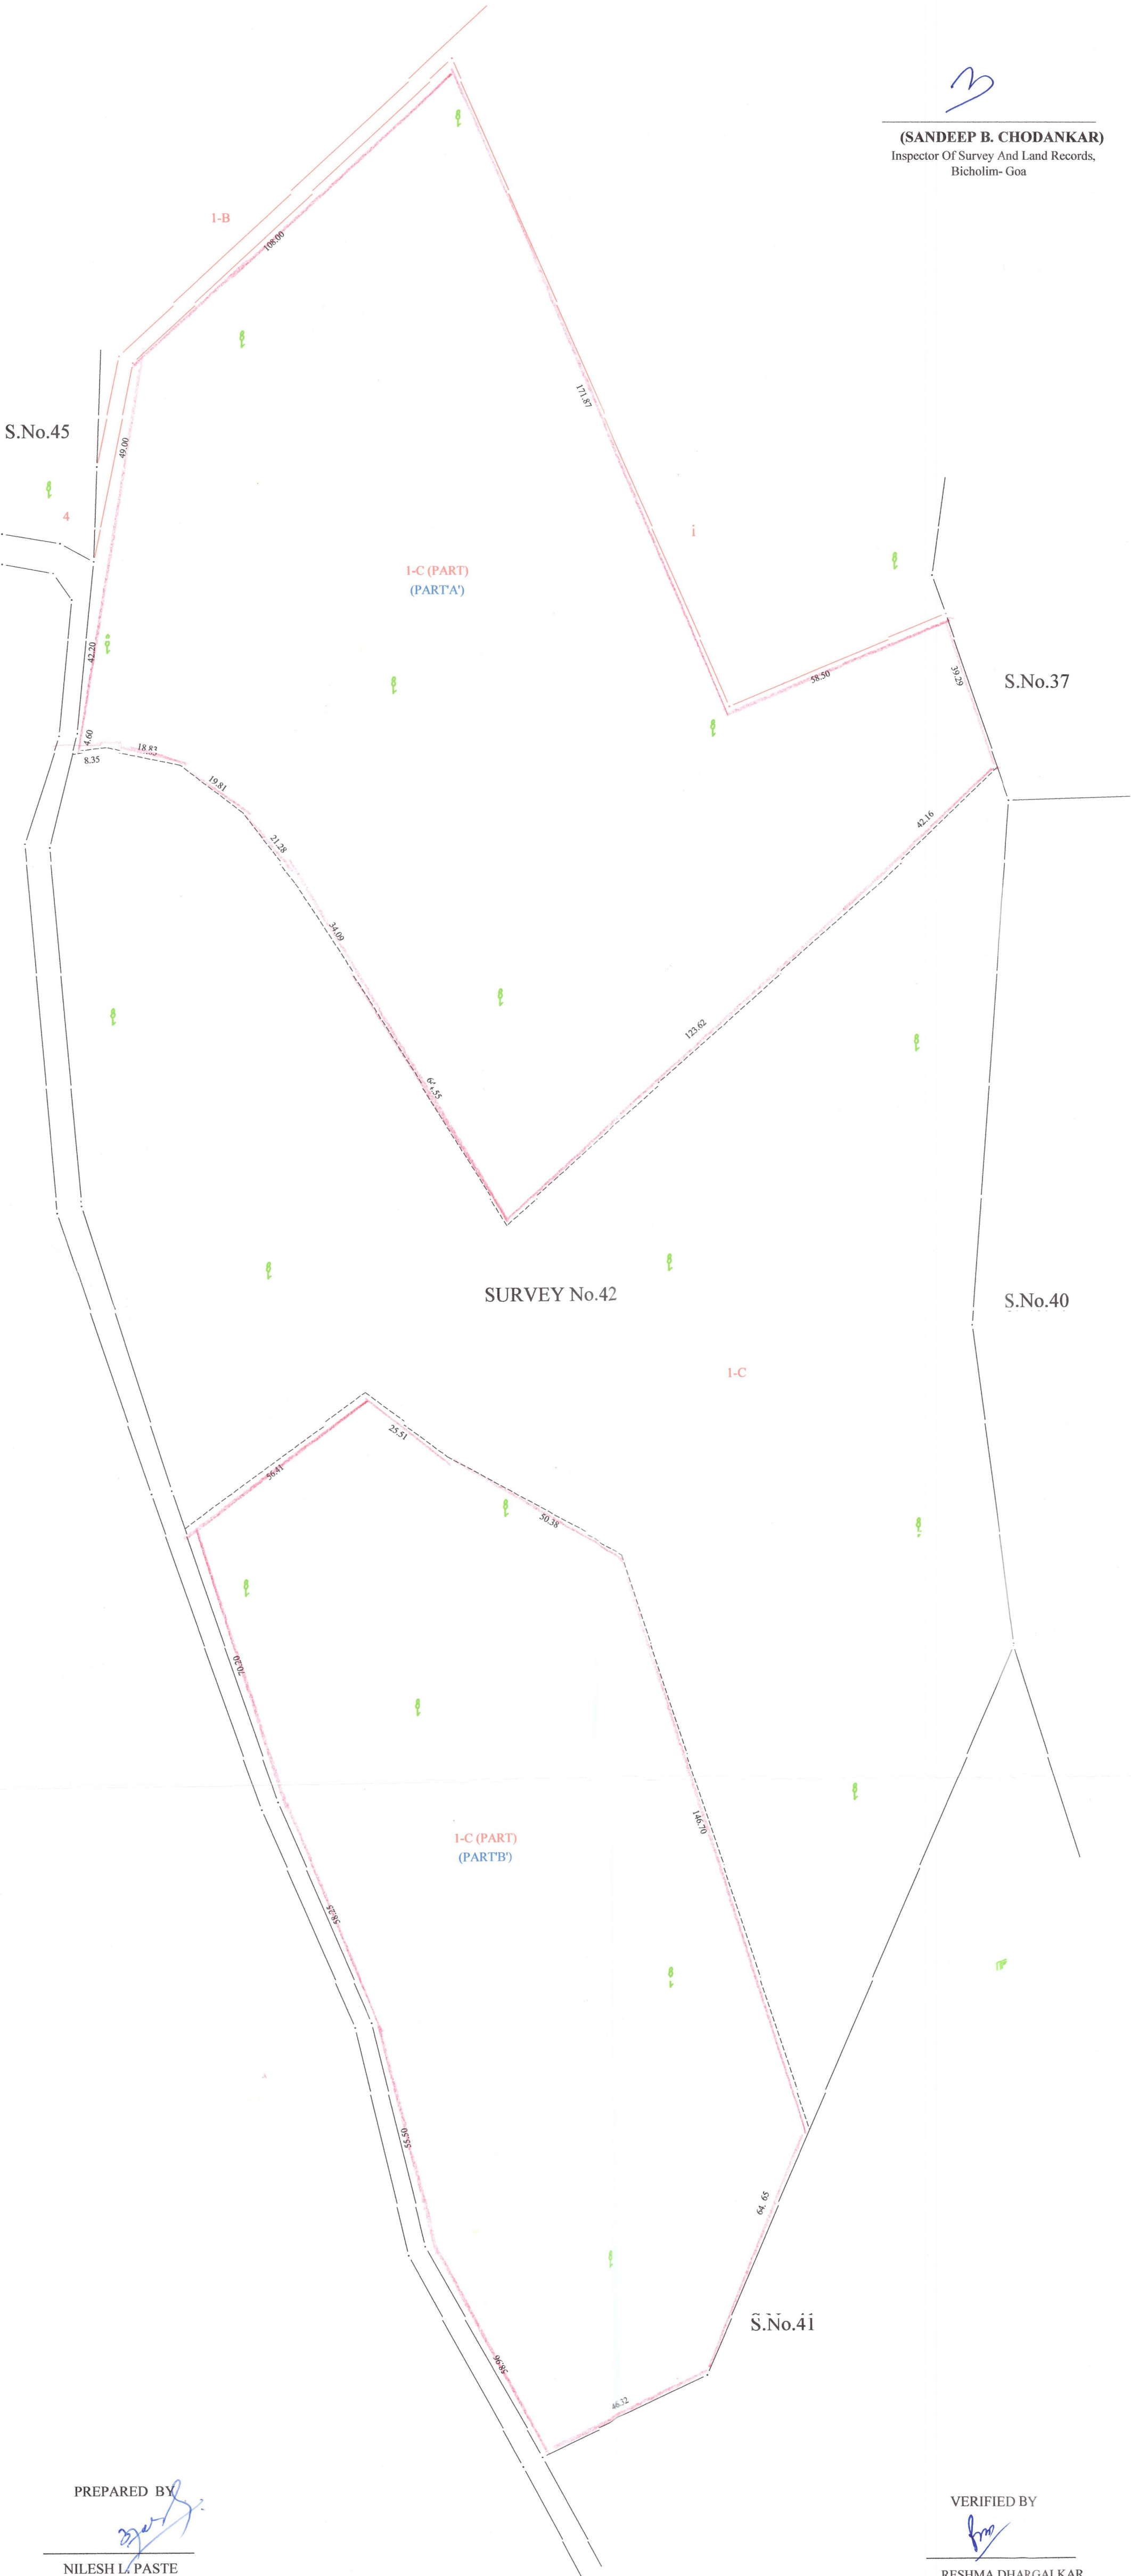 (SANDEEP B. CHODANKAR)
Inspector Of Survey And Land Records,
Bicholim- Goa
1-B
108.00
171.87
S.No.45
49.00
4
i
1-C (PART)
(PART'A')
42.20
58.50
39.29
S.No.37
4.60
8.35
18.83
19.81
21.28
42.16
34.09
123.62
SURVEY No.42
S.No.40
1-C
25.51
56.41
50.38
70.20
146.70
1-C (PART)
(PART'B')
58.25
55.50
64. 65
S.No.41
58.96
46.32
PREPARED BY
VERIFIED BY
NILESH L. PASTE
RESHMA DHARGALKAR